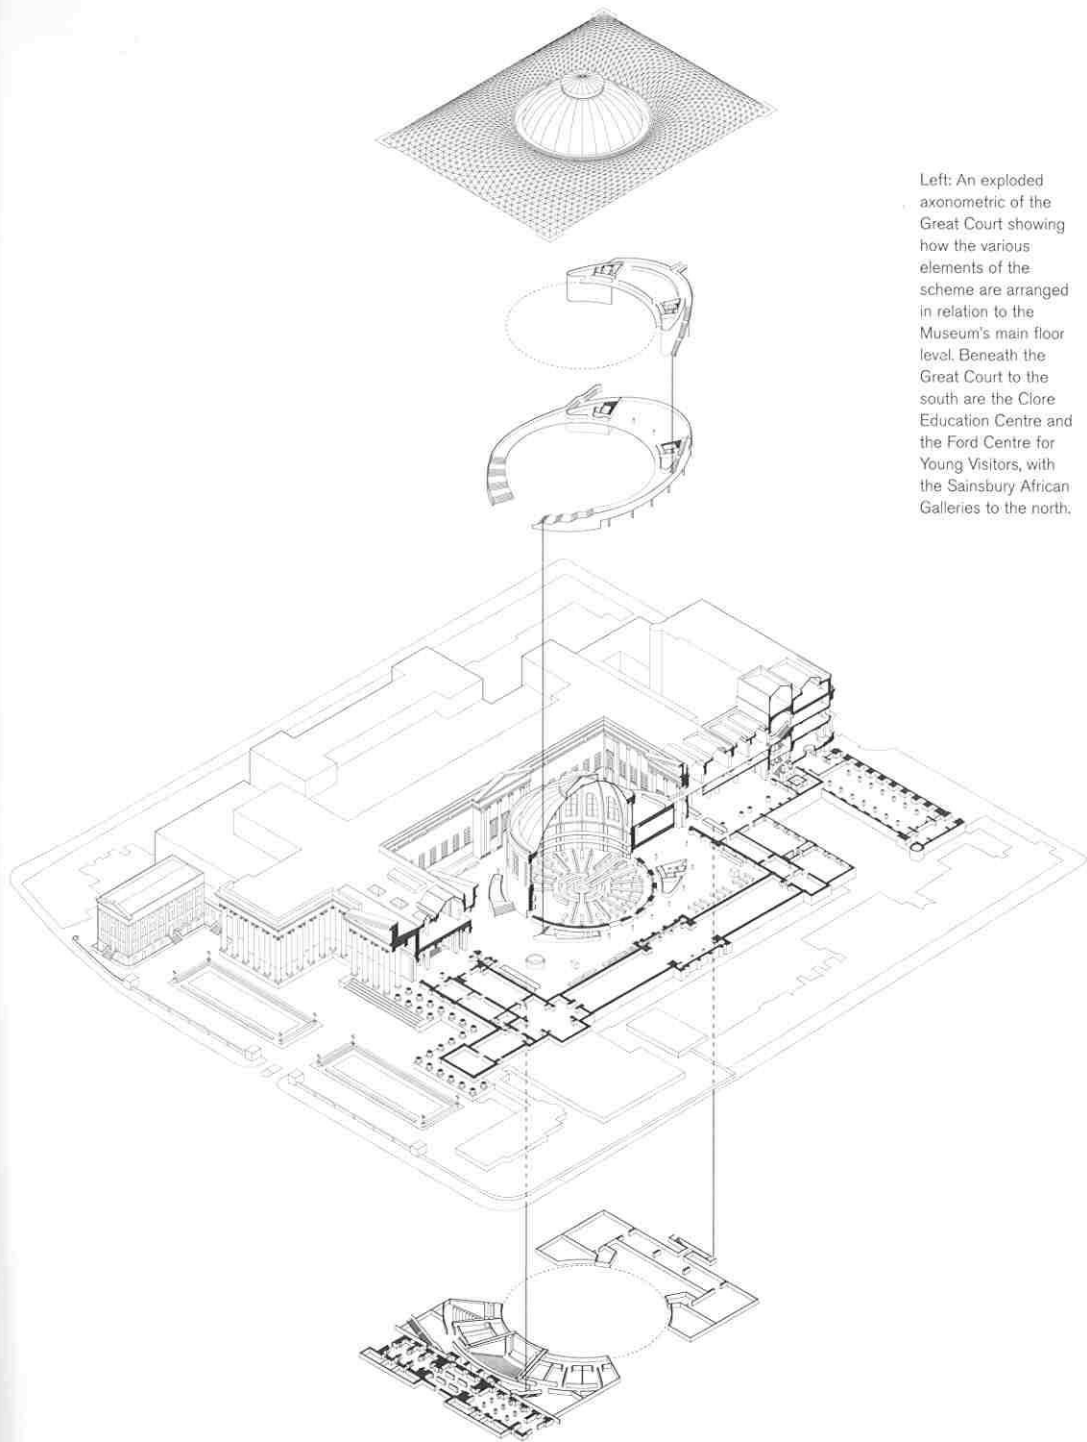 Left: An exploded
axonometric of the
Great Court showing
how the various
elements of the
scheme are arranged
in relation to the
Museum's main floor
level. Beneath the
Great Court to the
south are the Clore
Education Centre and
the Ford Centre for
Young Visitors, with
the Sainsbury African
Galleries to the north.